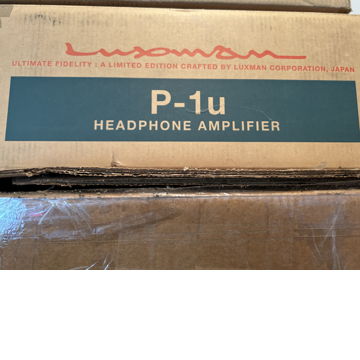 Luxman
ULTIMATE FIDELITY : A LIMITED EDITION CRAFTED BY LUXMAN CORPORATION, JAPAN
P-1u
HEADPHONE AMPLIFIER